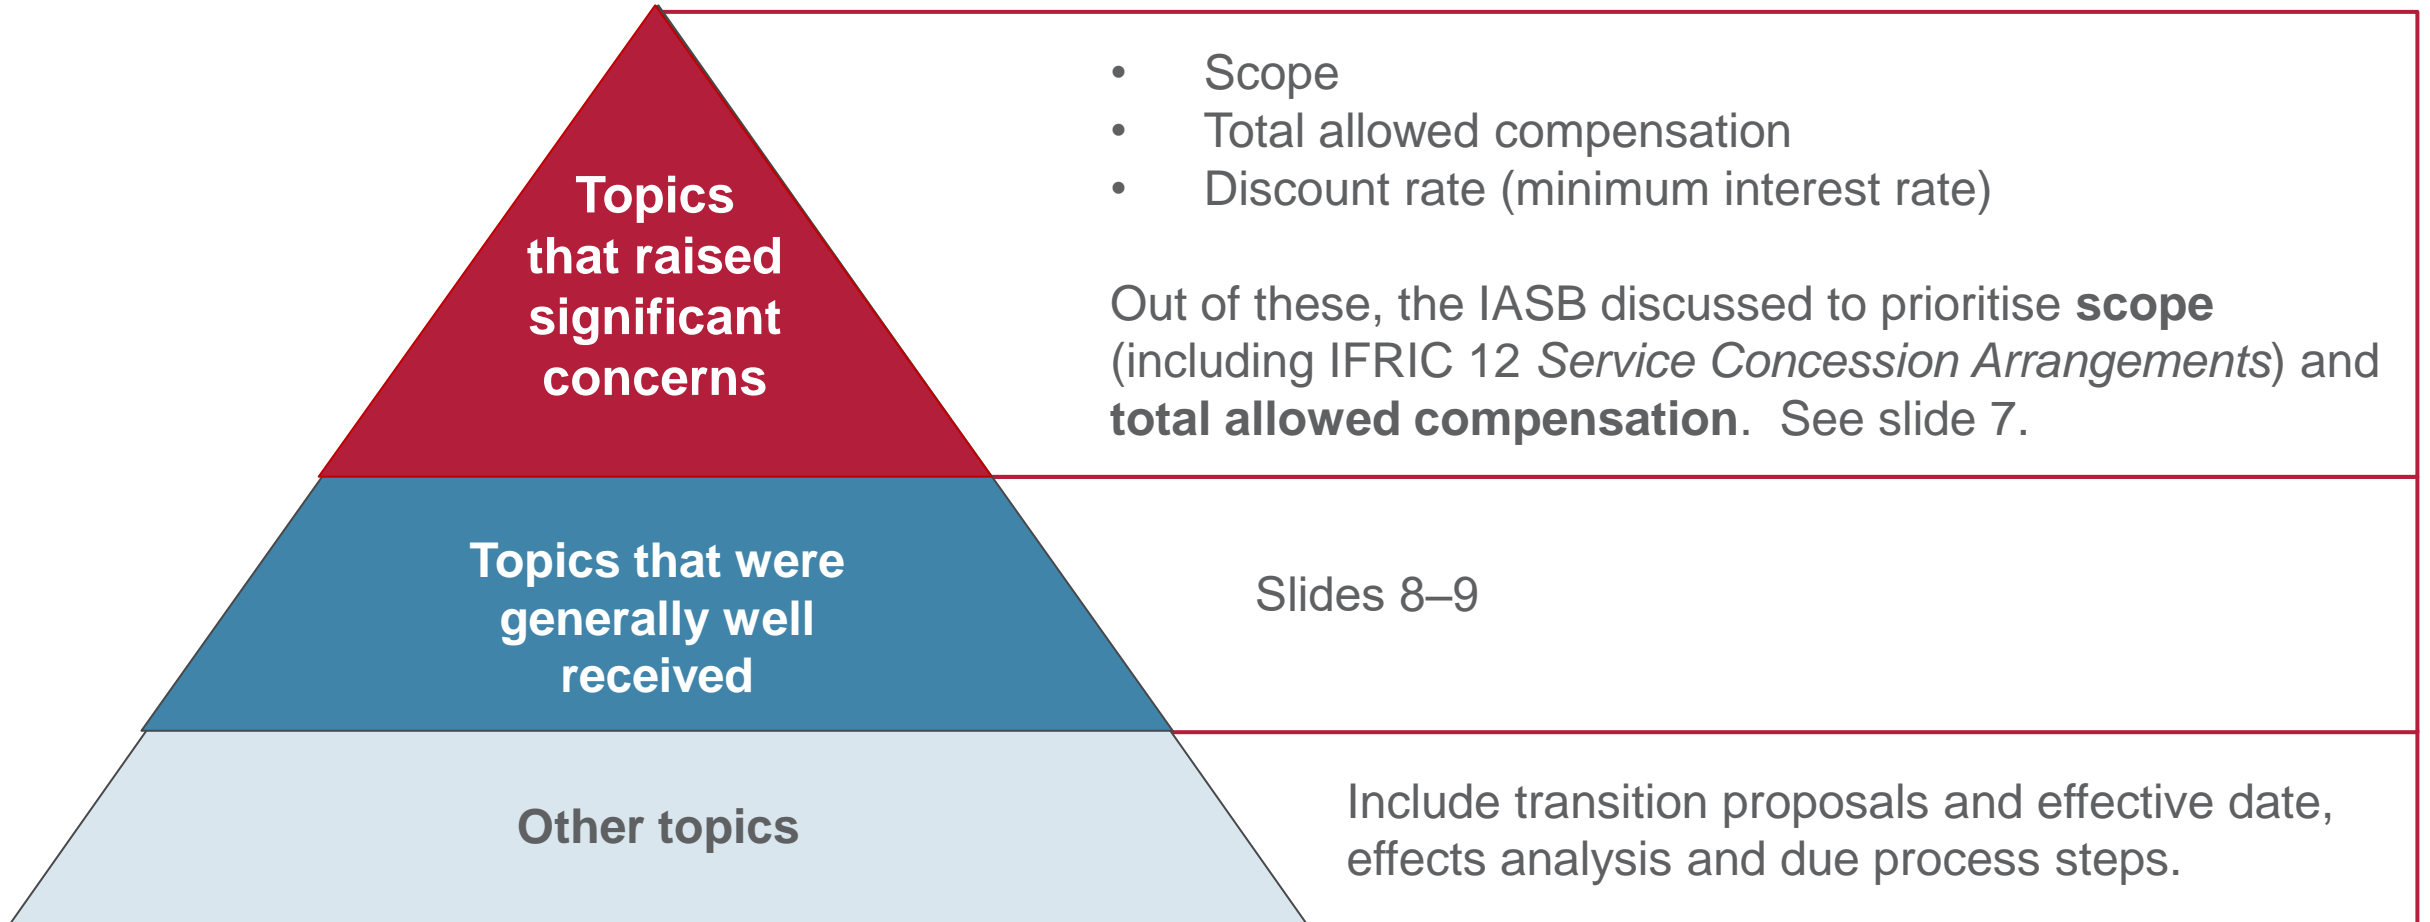 Topics
that raised
significant
concerns
• Scope
• Total allowed compensation
• Discount rate (minimum interest rate)
Out of these, the IASB discussed to prioritise scope
(including IFRIC 12 Service Concession Arrangements) and
total allowed compensation.  See slide 7.
Topics that were
generally well
received
Slides 8–9
Other topics
Include transition proposals and effective date,
effects analysis and due process steps.